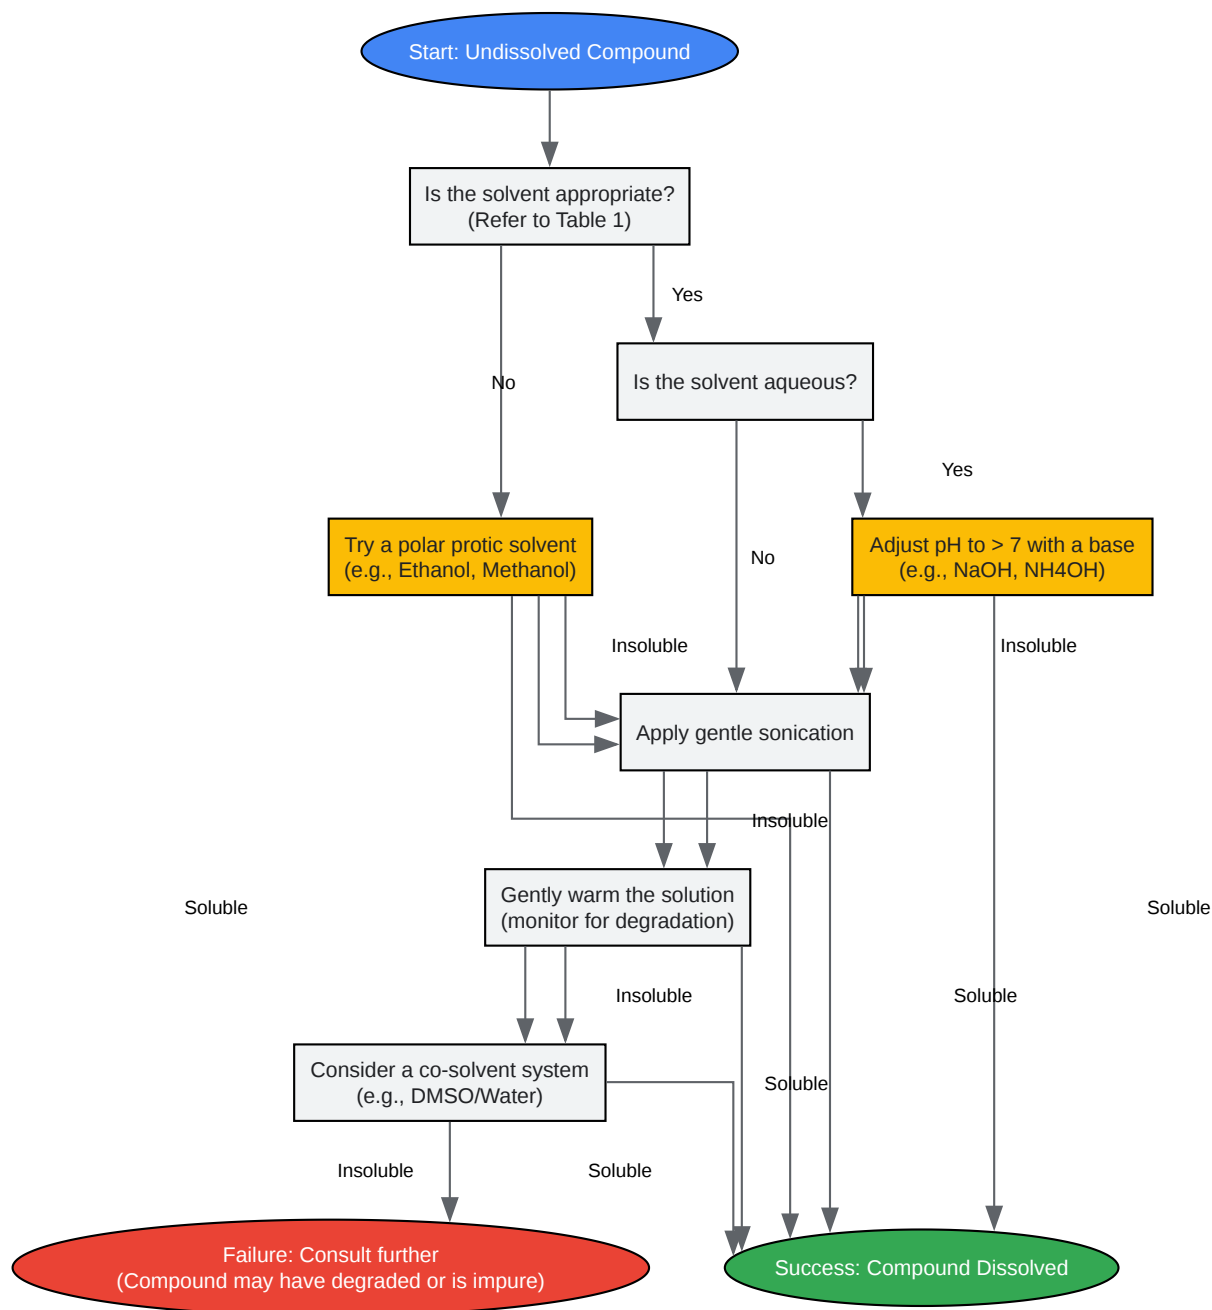 Start: Undissolved Compound
Is the solvent appropriate?
(Refer to Table 1)
Yes
No
Is the solvent aqueous?
Yes
Try a polar protic solvent
(e.g., Ethanol, Methanol)
No
Adjust pH to > 7 with a base
(e.g., NaOH, NH4OH)
Insoluble
Insoluble
Apply gentle sonication
Insoluble
Gently warm the solution
(monitor for degradation)
Soluble
Soluble
Insoluble
Soluble
Consider a co-solvent system
(e.g., DMSO/Water)
Soluble
Insoluble
Soluble
Failure: Consult further
(Compound may have degraded or is impure)
Success: Compound Dissolved